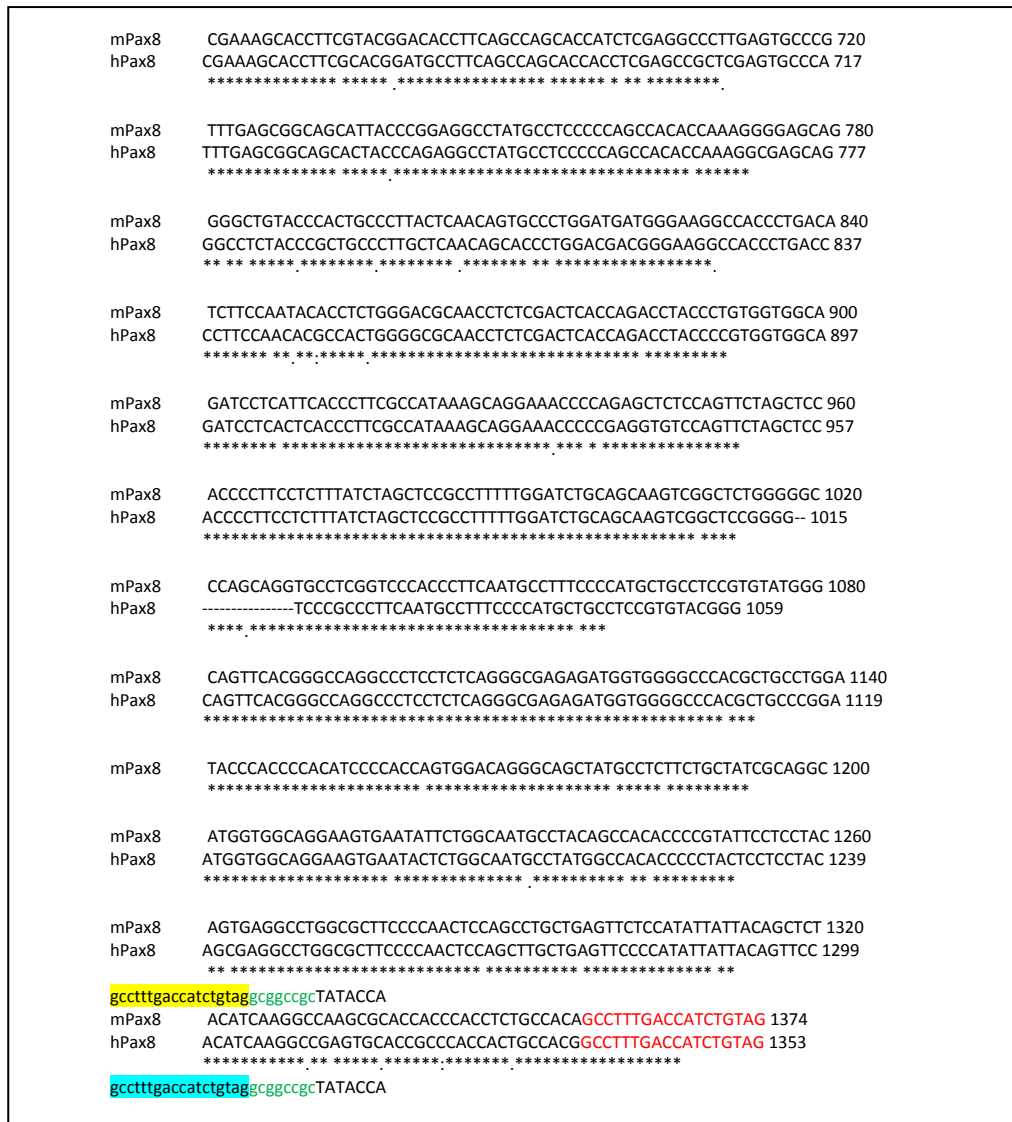 mPax8 CGAAAGCACCTTCGTACGGACACCTTCAGCCAGCACCATCTCGAGGCCCTTGAGTGCCCG 720
hPax8 CGAAAGCACCTTCGCACGGATGCCTTCAGCCAGCACCACCTCGAGCCGCTCGAGTGCCCA 717
************** ***** .**************** ****** * ** ********.
mPax8 TTTGAGCGGCAGCATTACCCGGAGGCCTATGCCTCCCCCAGCCACACCAAAGGGGAGCAG 780
hPax8 TTTGAGCGGCAGCACTACCCAGAGGCCTATGCCTCCCCCAGCCACACCAAAGGCGAGCAG 777
************** *****.******************************** ******
mPax8 GGGCTGTACCCACTGCCCTTACTCAACAGTGCCCTGGATGATGGGAAGGCCACCCTGACA 840
hPax8 GGCCTCTACCCGCTGCCCTTGCTCAACAGCACCCTGGACGACGGGAAGGCCACCCTGACC 837
** ** *****.********.******** .******* ** *****************.
mPax8 TCTTCCAATACACCTCTGGGACGCAACCTCTCGACTCACCAGACCTACCCTGTGGTGGCA 900
hPax8 CCTTCCAACACGCCACTGGGGCGCAACCTCTCGACTCACCAGACCTACCCCGTGGTGGCA 897
******* **.**:*****.***************************** *********
mPax8 GATCCTCATTCACCCTTCGCCATAAAGCAGGAAACCCCAGAGCTCTCCAGTTCTAGCTCC 960
hPax8 GATCCTCACTCACCCTTCGCCATAAAGCAGGAAACCCCCGAGGTGTCCAGTTCTAGCTCC 957
******** *****************************.*** * ***************
mPax8 ACCCCTTCCTCTTTATCTAGCTCCGCCTTTTTGGATCTGCAGCAAGTCGGCTCTGGGGGC 1020
hPax8 ACCCCTTCCTCTTTATCTAGCTCCGCCTTTTTGGATCTGCAGCAAGTCGGCTCCGGGG-- 1015
***************************************************** ****
mPax8 CCAGCAGGTGCCTCGGTCCCACCCTTCAATGCCTTTCCCCATGCTGCCTCCGTGTATGGG 1080
hPax8 ----------------TCCCGCCCTTCAATGCCTTTCCCCATGCTGCCTCCGTGTACGGG 1059
****.*********************************** ***
mPax8 CAGTTCACGGGCCAGGCCCTCCTCTCAGGGCGAGAGATGGTGGGGCCCACGCTGCCTGGA 1140
hPax8 CAGTTCACGGGCCAGGCCCTCCTCTCAGGGCGAGAGATGGTGGGGCCCACGCTGCCCGGA 1119
******************************************************** ***
mPax8 TACCCACCCCACATCCCCACCAGTGGACAGGGCAGCTATGCCTCTTCTGCTATCGCAGGC 1200
*********************** ******************** ***** *********
mPax8 ATGGTGGCAGGAAGTGAATATTCTGGCAATGCCTACAGCCACACCCCGTATTCCTCCTAC 1260
hPax8 ATGGTGGCAGGAAGTGAATACTCTGGCAATGCCTATGGCCACACCCCCTACTCCTCCTAC 1239
******************** ************** .********** ** *********
mPax8 AGTGAGGCCTGGCGCTTCCCCAACTCCAGCCTGCTGAGTTCTCCATATTATTACAGCTCT 1320
hPax8 AGCGAGGCCTGGCGCTTCCCCAACTCCAGCTTGCTGAGTTCCCCATATTATTACAGTTCC 1299
** *************************** ********** ************** **
gcctttgaccatctgtaggcggccgcTATACCA
mPax8 ACATCAAGGCCAAGCGCACCACCCACCTCTGCCACAGCCTTTGACCATCTGTAG 1374
hPax8 ACATCAAGGCCGAGTGCACCGCCCACCACTGCCACGGCCTTTGACCATCTGTAG 1353
***********.** *****.******:*******.******************
gcctttgaccatctgtaggcggccgcTATACCA